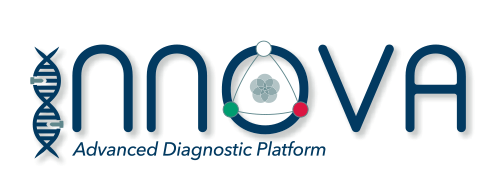 INNOVA
Advanced Diagnostic Platform